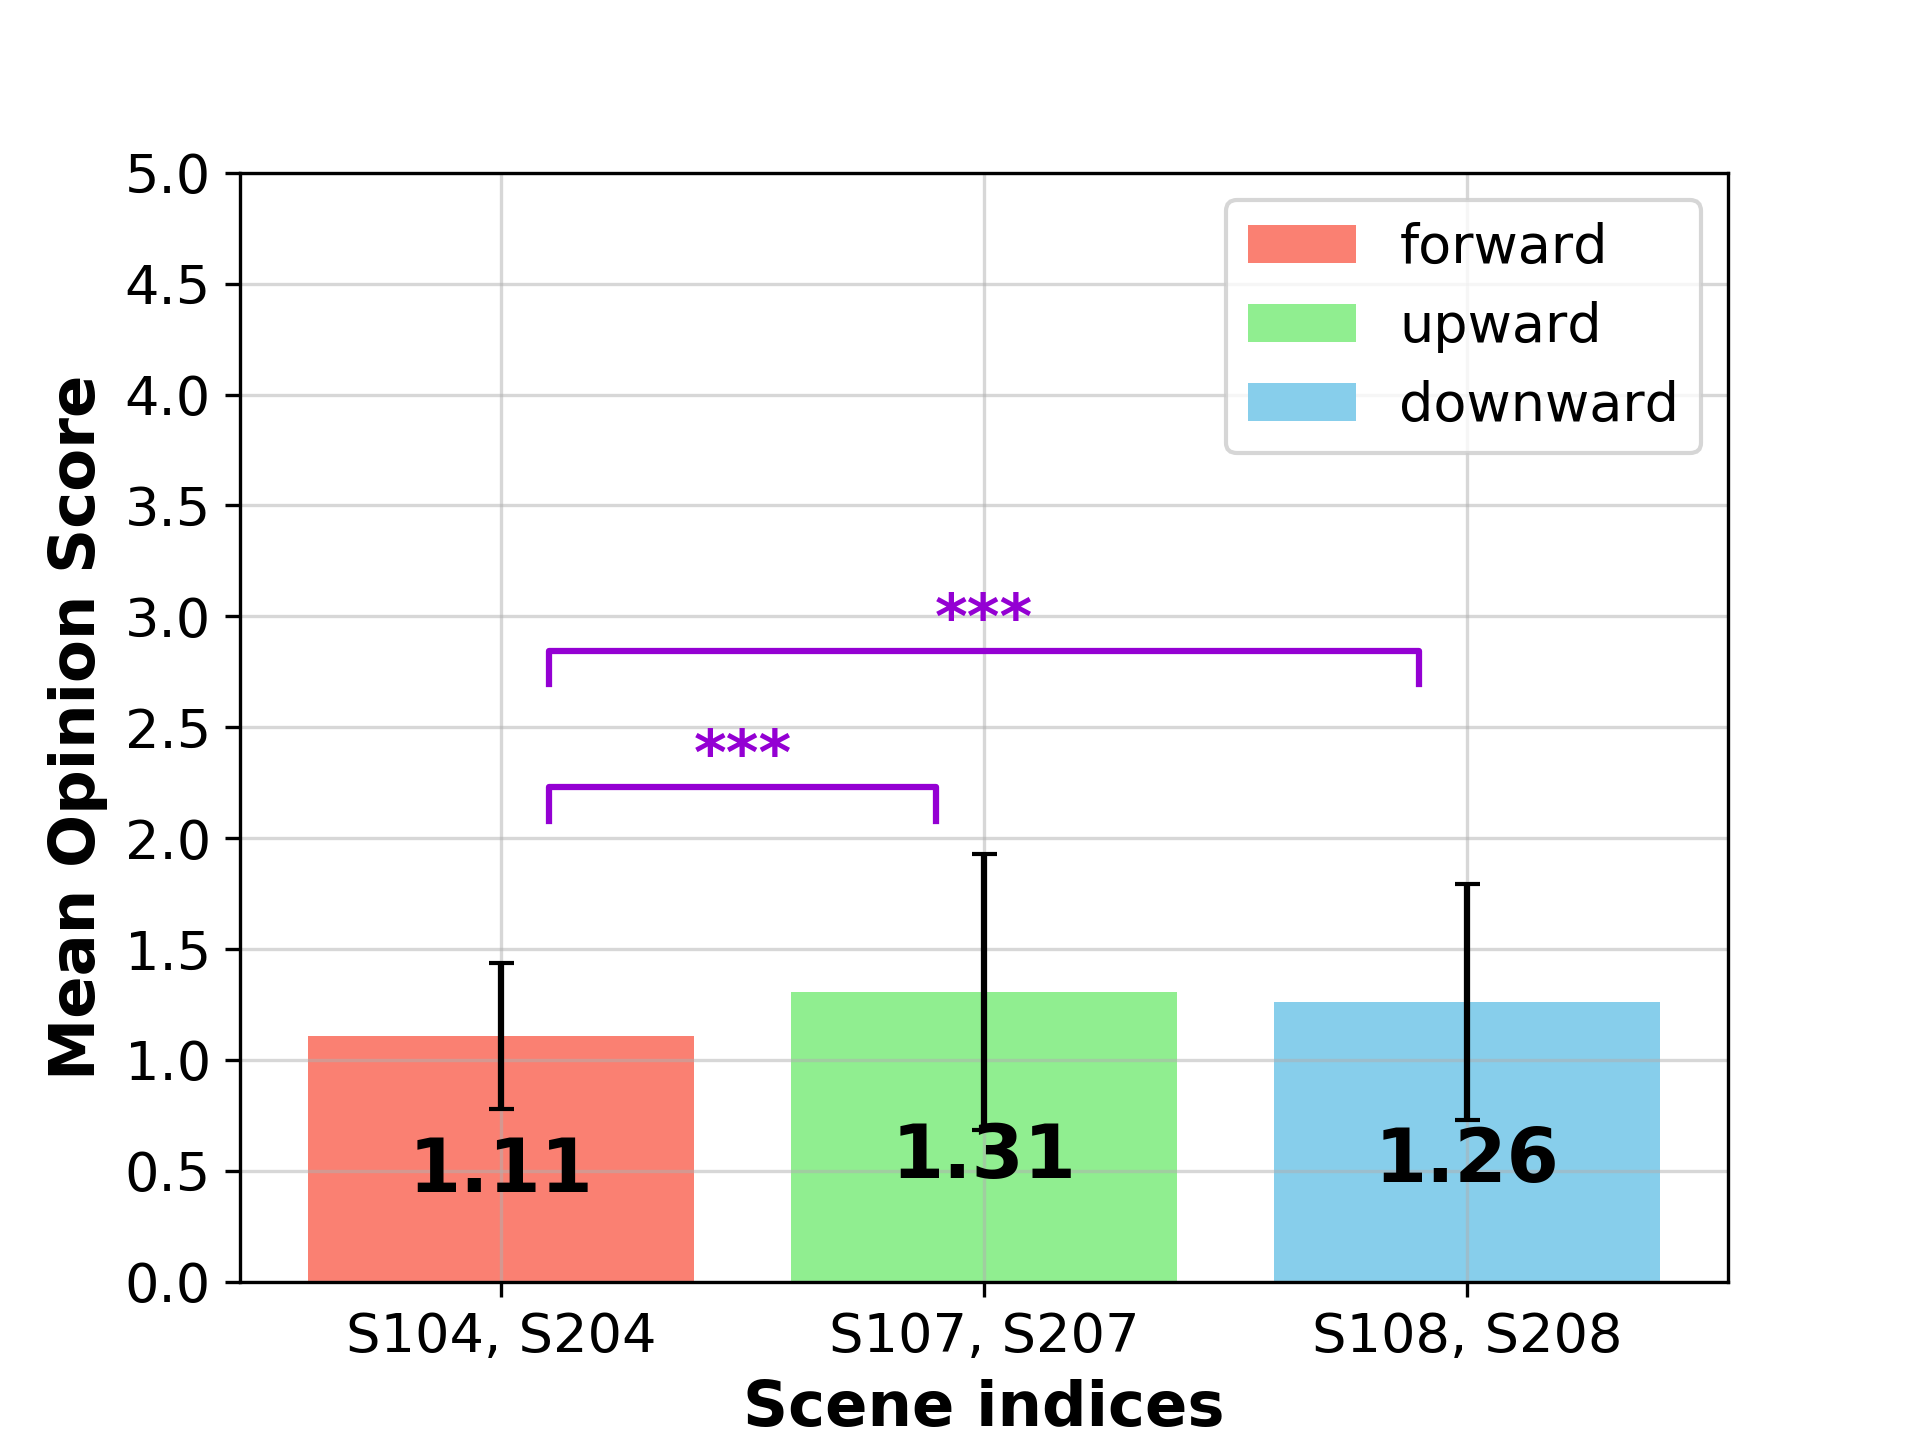 Mean Opinion Score
5.0
4.5
4.0
3.5
3.0
2.5
2.0
1.5
1.0
0.5
0.0
forward
upward
downward
***
***
1.11
1.31
1.26
S104, S204
S107, S207
S108, S208
Scene indices